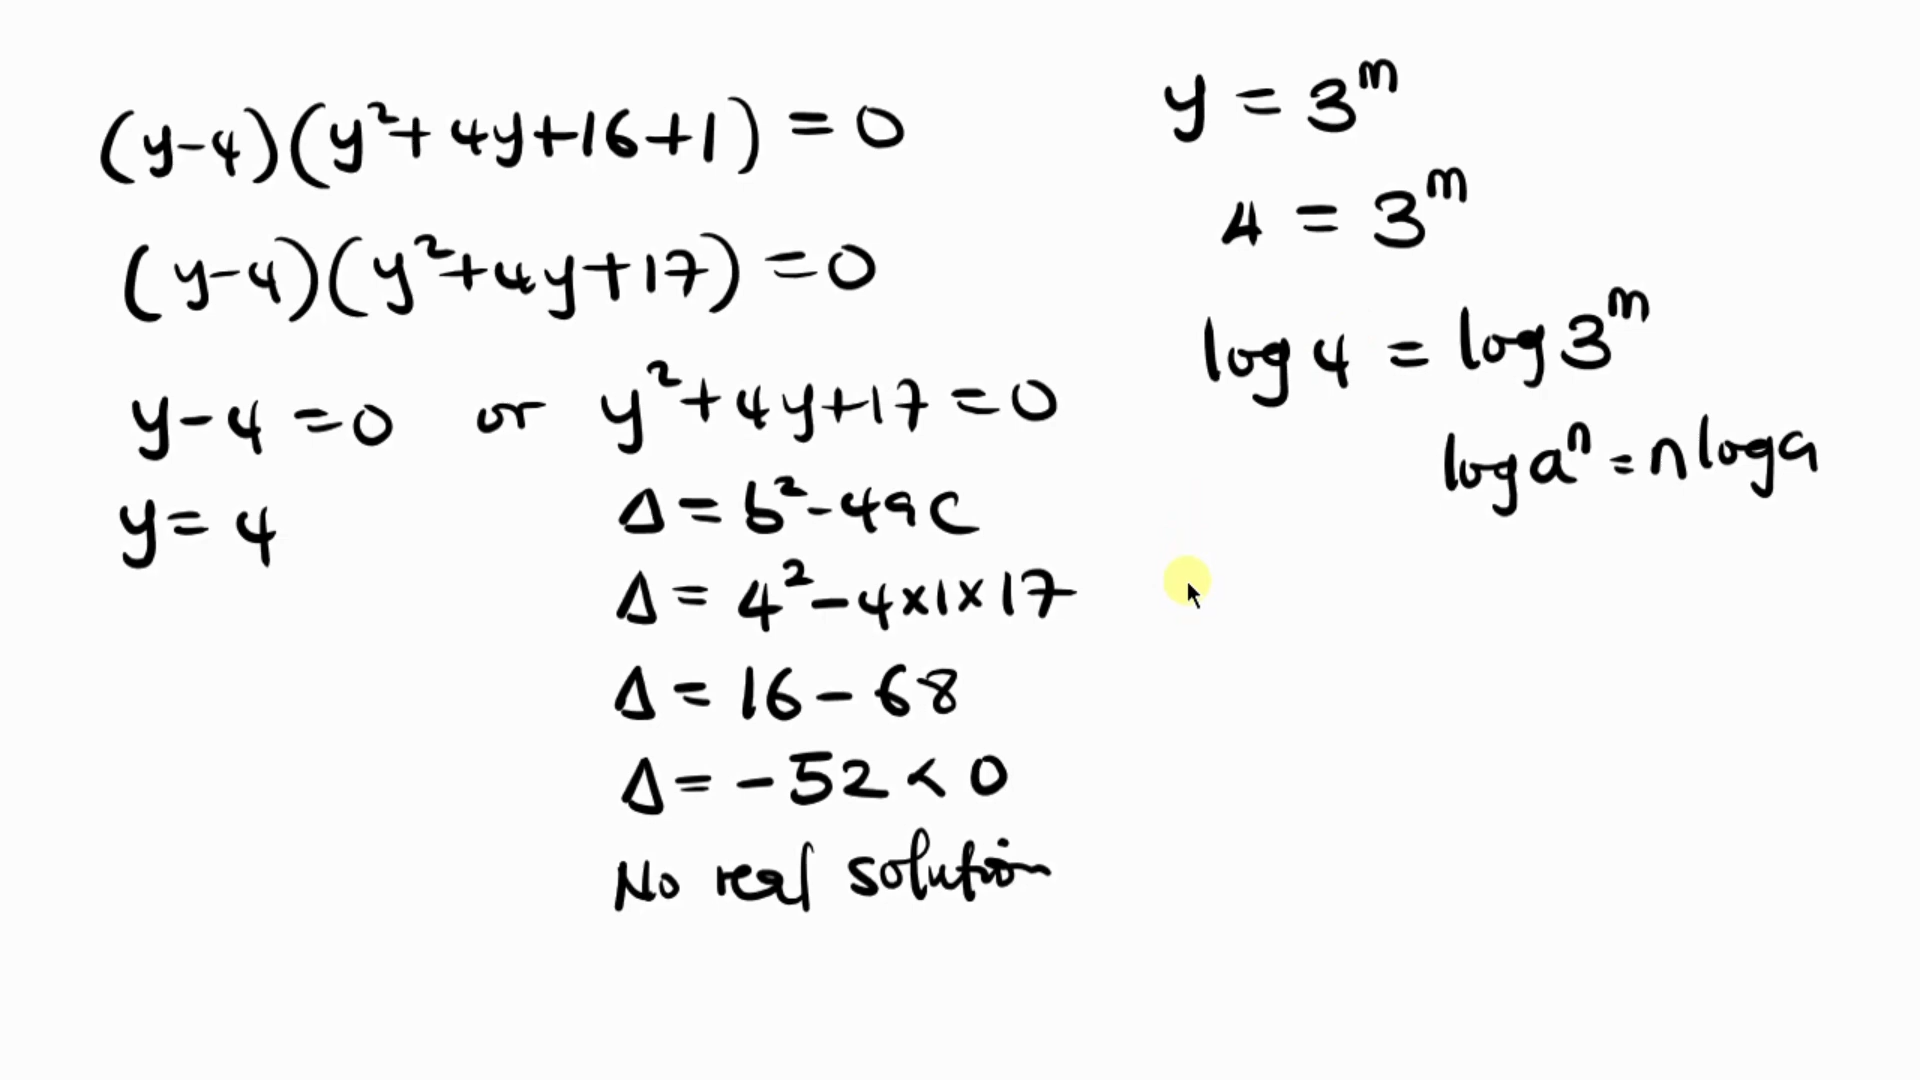 (y-4)(y²+4y+16+1) = 0
(y-4)(y²+4y+17) = 0
y-4 = 0 or y²+4y+17 = 0
y = 4
Δ = b²-4ac
Δ = 4²-4×1×17
Δ = 16-68
Δ = -52 < 0
No real solution
y = 3ᵐ
4 = 3ᵐ
log 4 = log 3ᵐ
log aⁿ = n log a